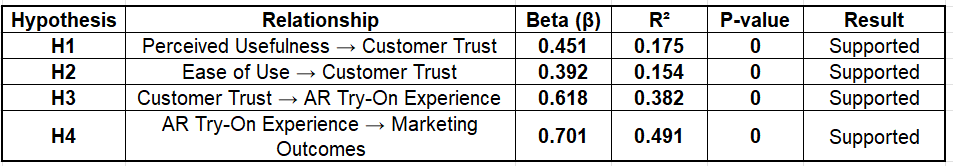 Hypothesis Relationship Beta (β) R² P-value Result
H1 Perceived Usefulness → Customer Trust 0.451 0.175 0 Supported
H2 Ease of Use → Customer Trust 0.392 0.154 0 Supported
H3 Customer Trust → AR Try-On Experience 0.618 0.382 0 Supported
H4 AR Try-On Experience → Marketing Outcomes 0.701 0.491 0 Supported